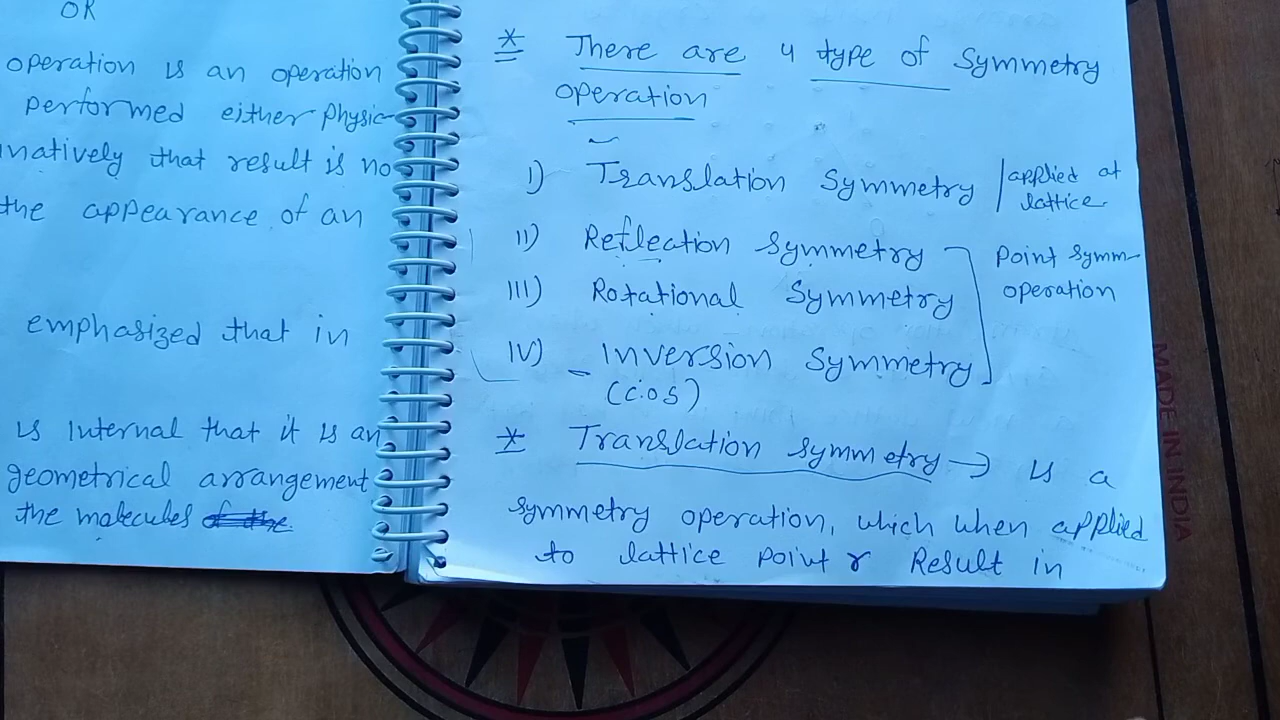 OR
operation is an operation
performed either physic-
inatively that result is no
the appearance of an
emphasized that in
is internal that it is an
geometrical arrangement
the molecules of the
* There are 4 type of Symmetry
operation
I) Translation Symmetry | applied at
lattice
II) Reflection Symmetry
Point Symm-
operation
III) Rotational Symmetry
IV) Inversion Symmetry
(C.O.S)
* Translation symmetry → is a
symmetry operation, which when applied
to lattice point r Result in
MADE IN INDIA